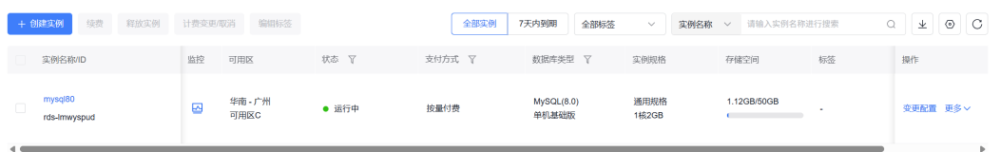 + 创建实例 续费 释放实例 计费变更/取消 编辑标签 全部实例 7天内到期 全部标签 实例名称 请输入实例名称进行搜索
实例名称/ID 监控 可用区 状态 支付方式 数据库类型 实例规格 存储空间 标签 操作
mysql80 华南 - 广州 MySQL(8.0) 通用规格 1.12GB/50GB
运行中 按量付费 - 变更配置 更多
rds-lmwyspud 可用区C 单机基础版 1核2GB